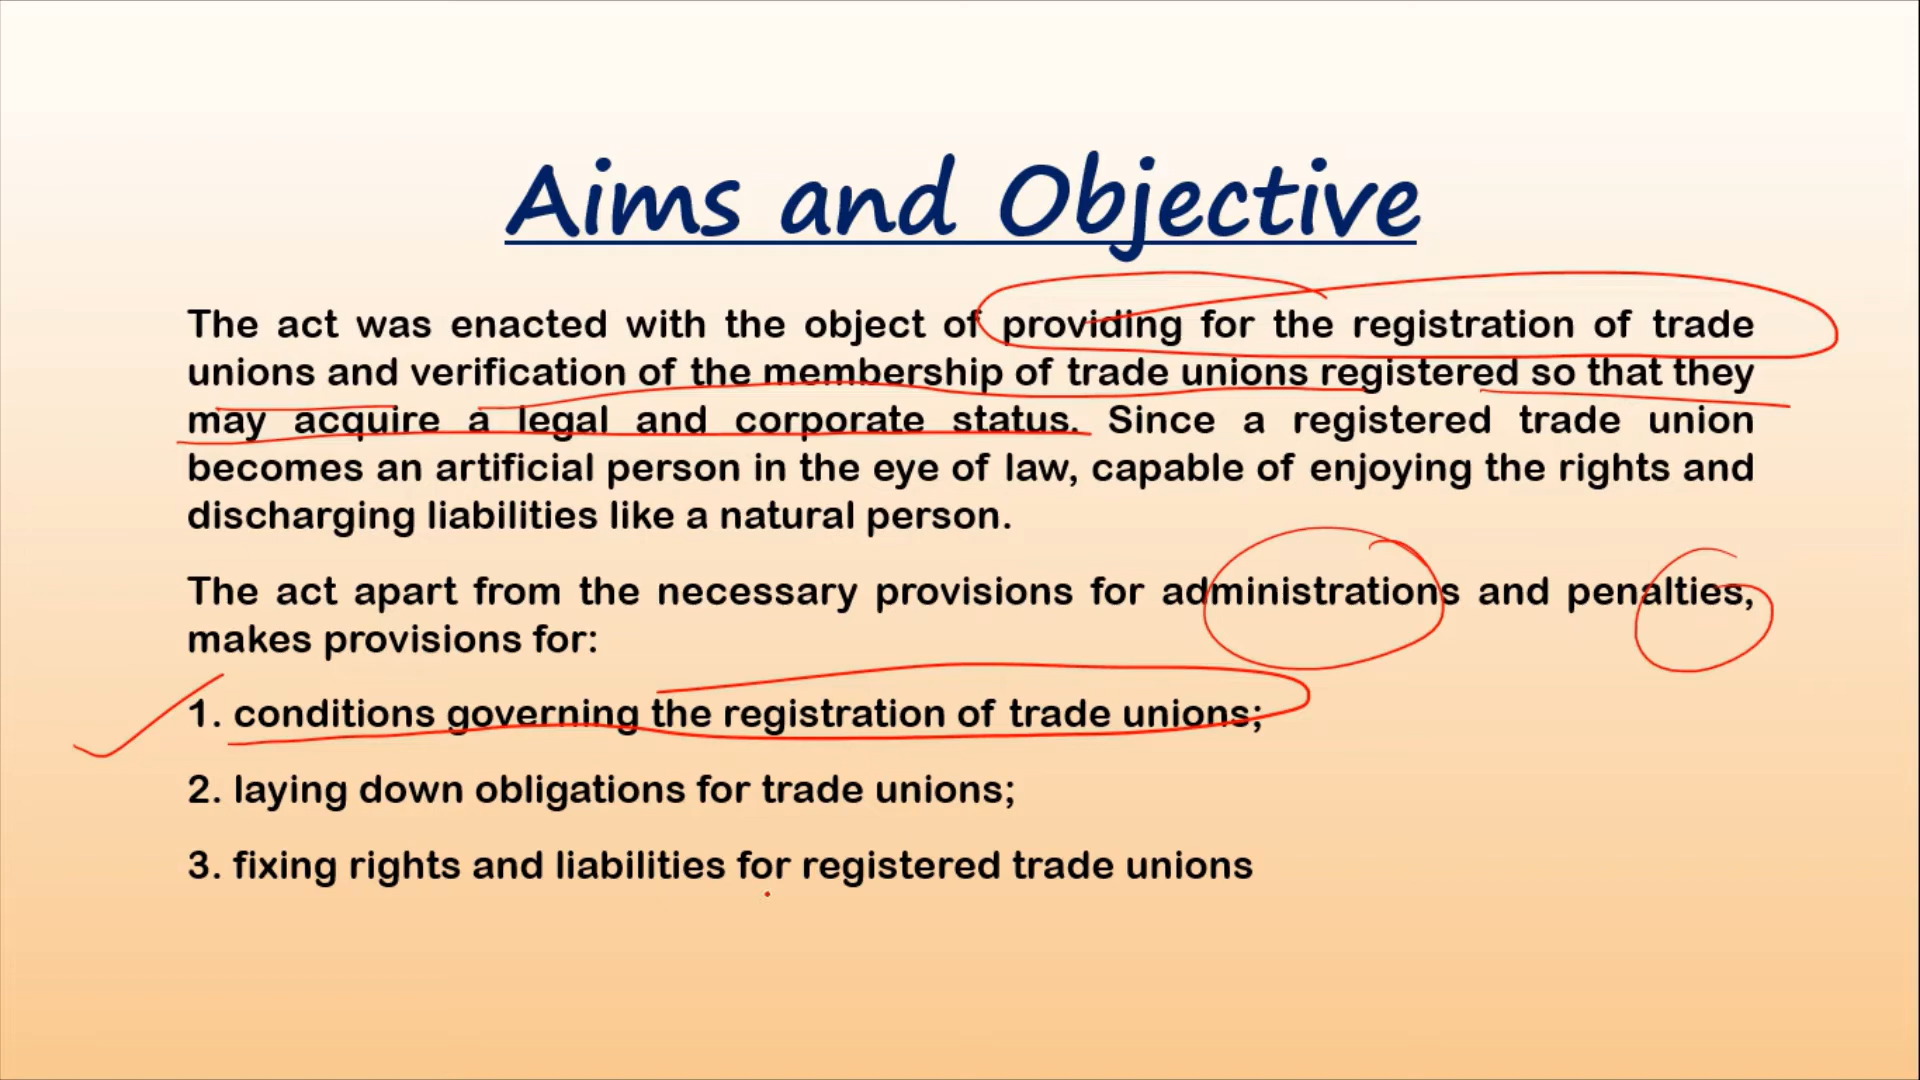 Aims and Objective
The act was enacted with the object of providing for the registration of trade
unions and verification of the membership of trade unions registered so that they
may acquire a legal and corporate status. Since a registered trade union
becomes an artificial person in the eye of law, capable of enjoying the rights and
discharging liabilities like a natural person.
The act apart from the necessary provisions for administrations and penalties,
makes provisions for:
1. conditions governing the registration of trade unions;
2. laying down obligations for trade unions;
3. fixing rights and liabilities for registered trade unions